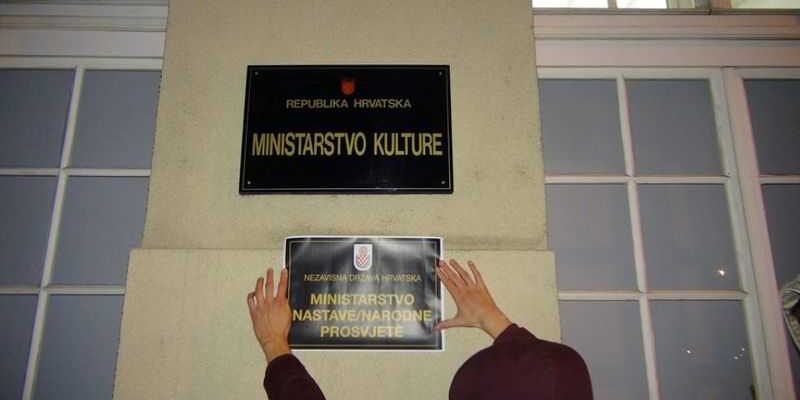 REPUBLIKA HRVATSKA
MINISTARSTVO KULTURE
NEZAVISNA DRŽAVA HRVATSKA
MINISTARSTVO
NASTAVE/NARODNE
PROSVJETE